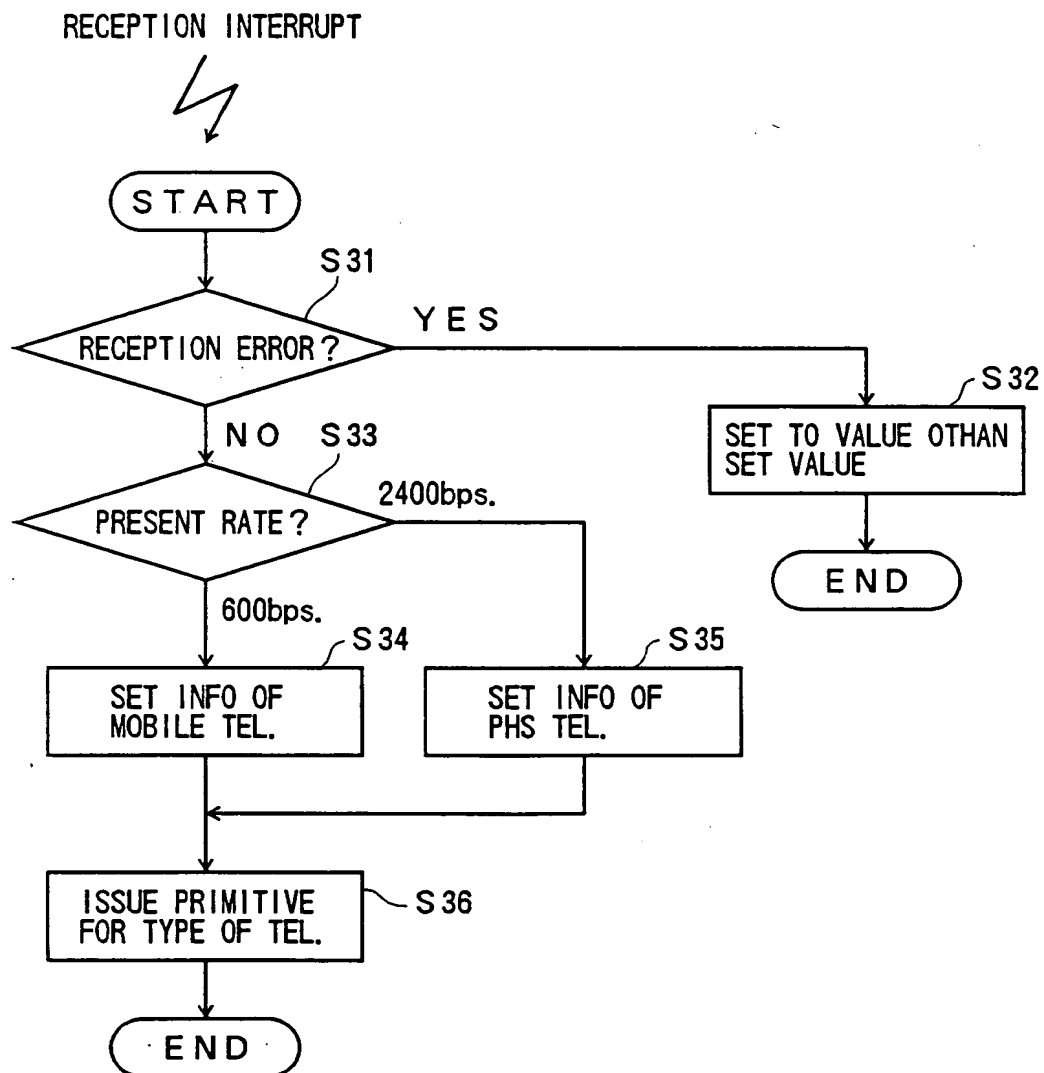 RECEPTION INTERRUPT
START
S31
RECEPTION ERROR?
YES
S32
SET TO VALUE OTHAN
SET VALUE
END
NO
S33
PRESENT RATE?
2400bps.
600bps.
S34
SET INFO OF
MOBILE TEL.
S35
SET INFO OF
PHS TEL.
ISSUE PRIMITIVE
FOR TYPE OF TEL.
S36
END